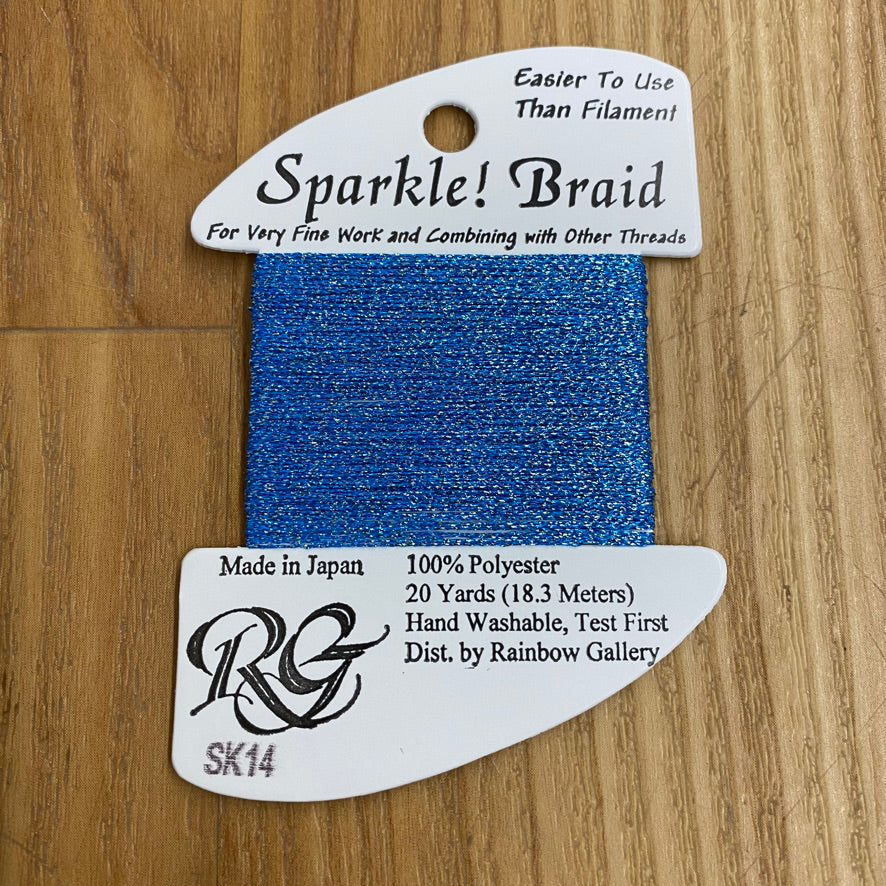 Easier To Use
Than Filament
Sparkle! Braid
For Very Fine Work and Combining with Other Threads
Made in Japan
100% Polyester
20 Yards (18.3 Meters)
Hand Washable, Test First
Dist. by Rainbow Gallery
RG
SK14